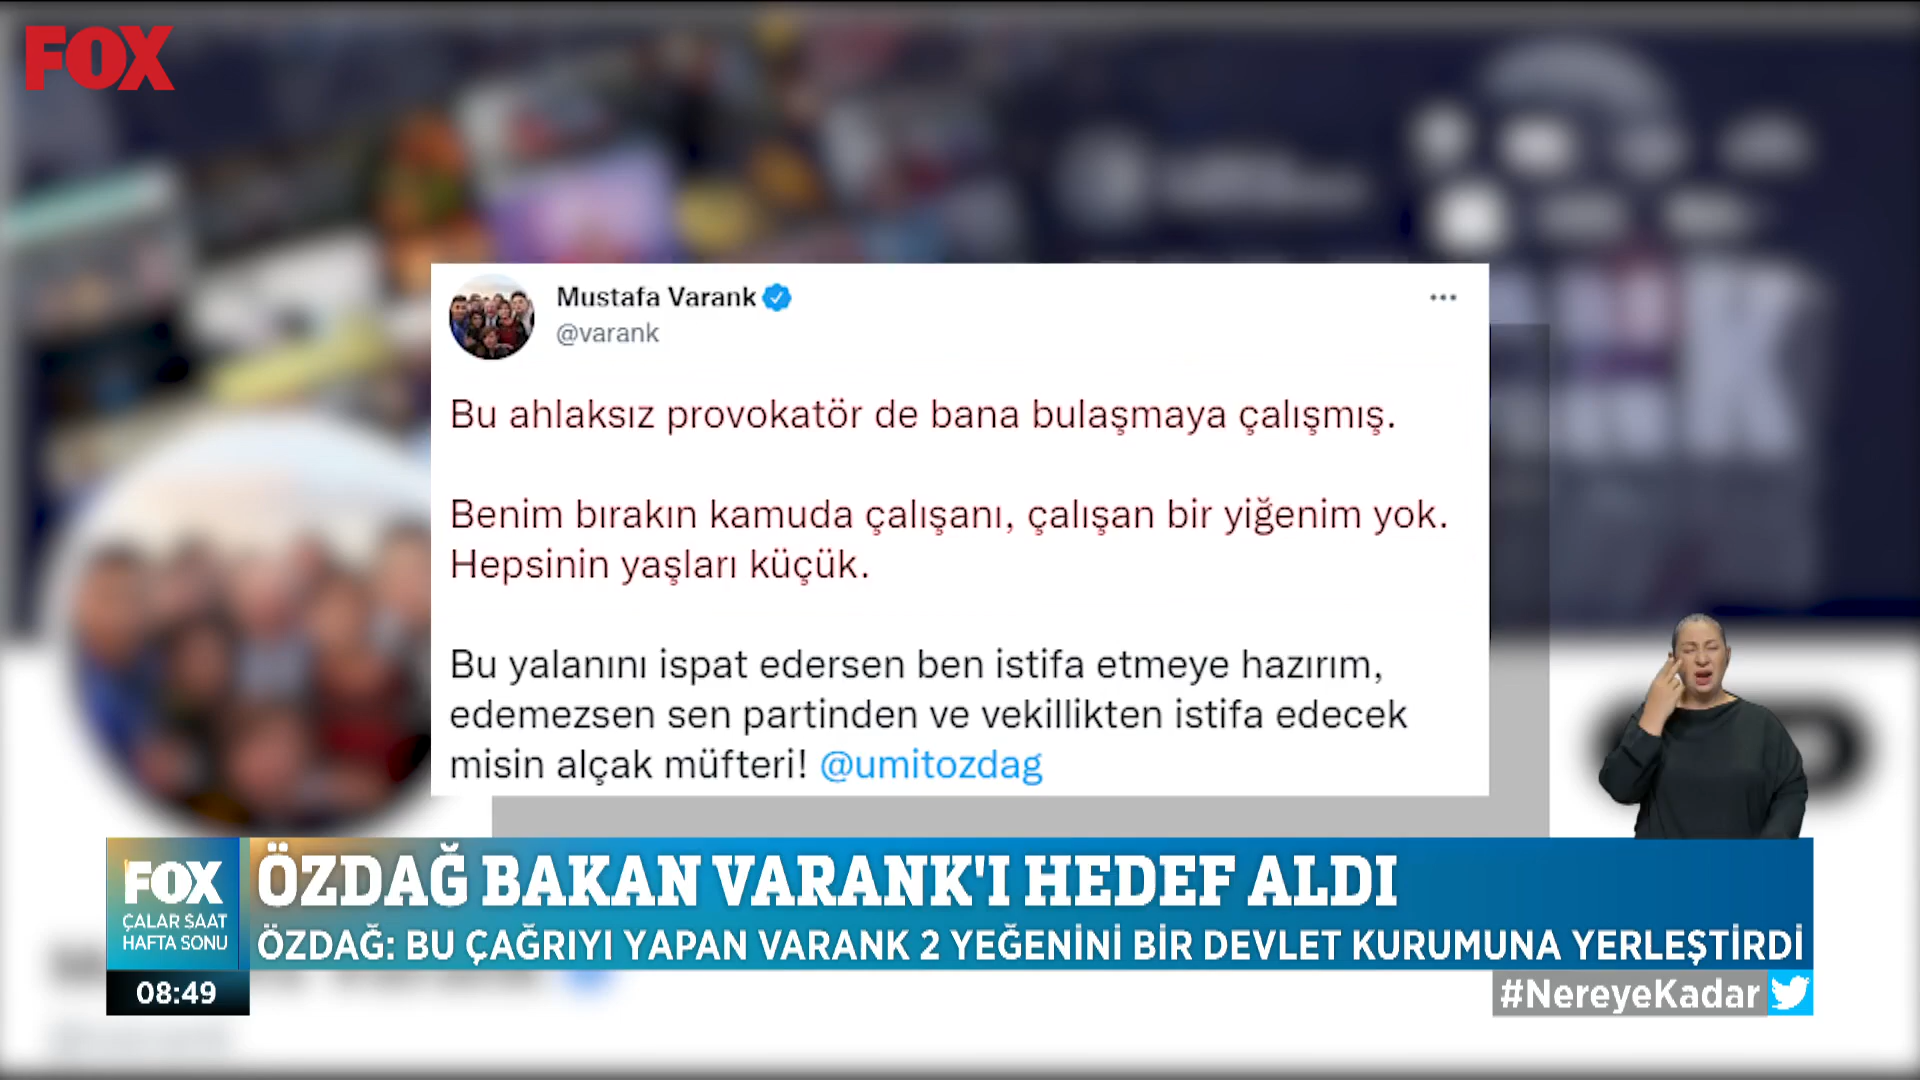 FOX
Mustafa Varank
@varank
Bu ahlaksız provokatör de bana bulaşmaya çalışmış.
Benim bırakın kamuda çalışanı, çalışan bir yiğenim yok.
Hepsinin yaşları küçük.
Bu yalanını ispat edersen ben istifa etmeye hazırım,
edemezsen sen partinden ve vekillikten istifa edecek
misin alçak müfteri! @umitozdag
FOX
ÇALAR SAAT
HAFTA SONU
08:49
ÖZDAĞ BAKAN VARANK'I HEDEF ALDI
ÖZDAĞ: BU ÇAĞRIYI YAPAN VARANK 2 YEĞENİNİ BİR DEVLET KURUMUNA YERLEŞTİRDİ
#NereyeKadar